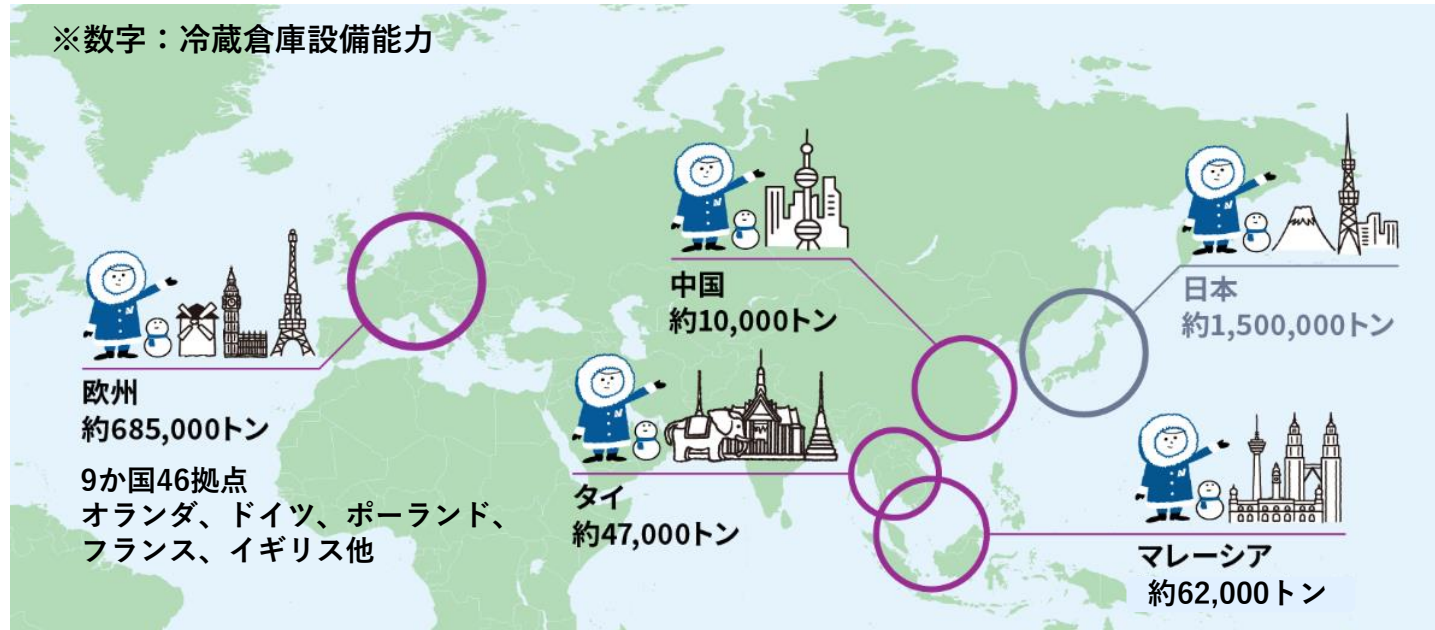 ※数字：冷蔵倉庫設備能力
中国
約10,000トン
日本
約1,500,000トン
欧州
約685,000トン
9か国46拠点
オランダ、ドイツ、ポーランド、
フランス、イギリス他
タイ
約47,000トン
マレーシア
約62,000トン